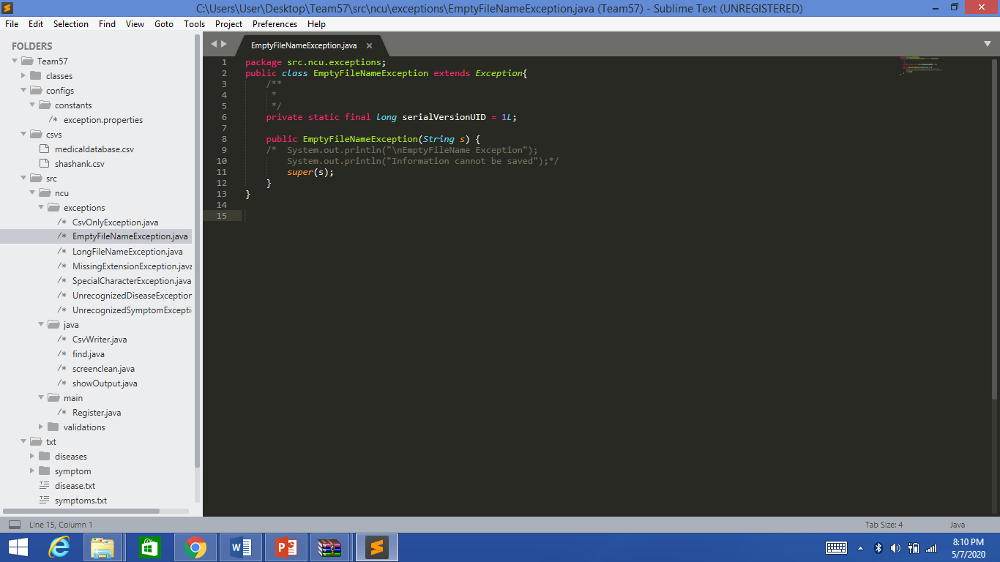 C:\Users\User\Desktop\Team57\src\ncu\exceptions\EmptyFileNameException.java (Team57) - Sublime Text (UNREGISTERED)
File Edit Selection Find View Goto Tools Project Preferences Help
FOLDERS
Team57
classes
configs
constants
/* exception.properties
csvs
medicaldatabase.csv
shashank.csv
src
ncu
exceptions
/* CsvOnlyException.java
/* EmptyFileNameException.java
/* LongFileNameException.java
/* MissingExtensionException.java
/* SpecialCharacterException.java
/* UnrecognizedDiseaseException
/* UnrecognizedSymptomExcepti
java
/* CsvWriter.java
/* find.java
/* screenclean.java
/* showOutput.java
main
/* Register.java
validations
txt
diseases
symptom
disease.txt
symptoms.txt
EmptyFileNameException.java ×
1 package src.ncu.exceptions;
2 public class EmptyFileNameException extends Exception{
3 /**
4 *
5 */
6 private static final long serialVersionUID = 1L;
7
8 public EmptyFileNameException(String s) {
9 /* System.out.println("\nEmptyFileName Exception");
10 System.out.println("Information cannot be saved");*/
11 super(s);
12 }
13 }
14
15
Line 15, Column 1 Tab Size: 4 Java
8:10 PM
5/7/2020